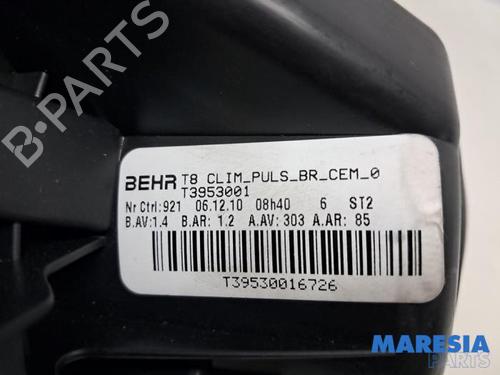 B-PARTS
BEHR T8 CLIM_PULS_BR_CEM_0
T3953001
Nr Ctrl:921 06.12.10 08h40 6 ST2
B.AV:1.4 B.AR: 1.2 A.AV: 303 A.AR: 85
T39530016726
MARESIA
PARTS